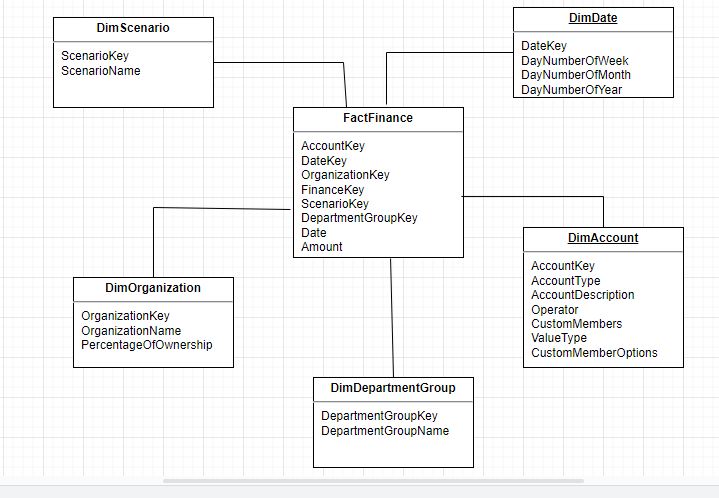 DimScenario
ScenarioKey
ScenarioName
DimDate
DateKey
DayNumberOfWeek
DayNumberOfMonth
DayNumberOfYear
FactFinance
AccountKey
DateKey
OrganizationKey
FinanceKey
ScenarioKey
DepartmentGroupKey
Date
Amount
DimOrganization
OrganizationKey
OrganizationName
PercentageOfOwnership
DimAccount
AccountKey
AccountType
AccountDescription
Operator
CustomMembers
ValueType
CustomMemberOptions
DimDepartmentGroup
DepartmentGroupKey
DepartmentGroupName